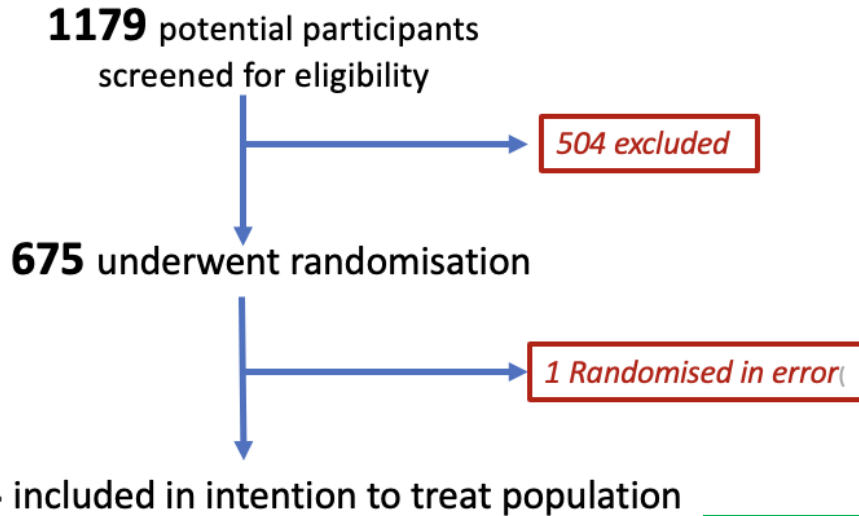 1179 potential participants
screened for eligibility
504 excluded
675 underwent randomisation
1 Randomised in error(
included in intention to treat population